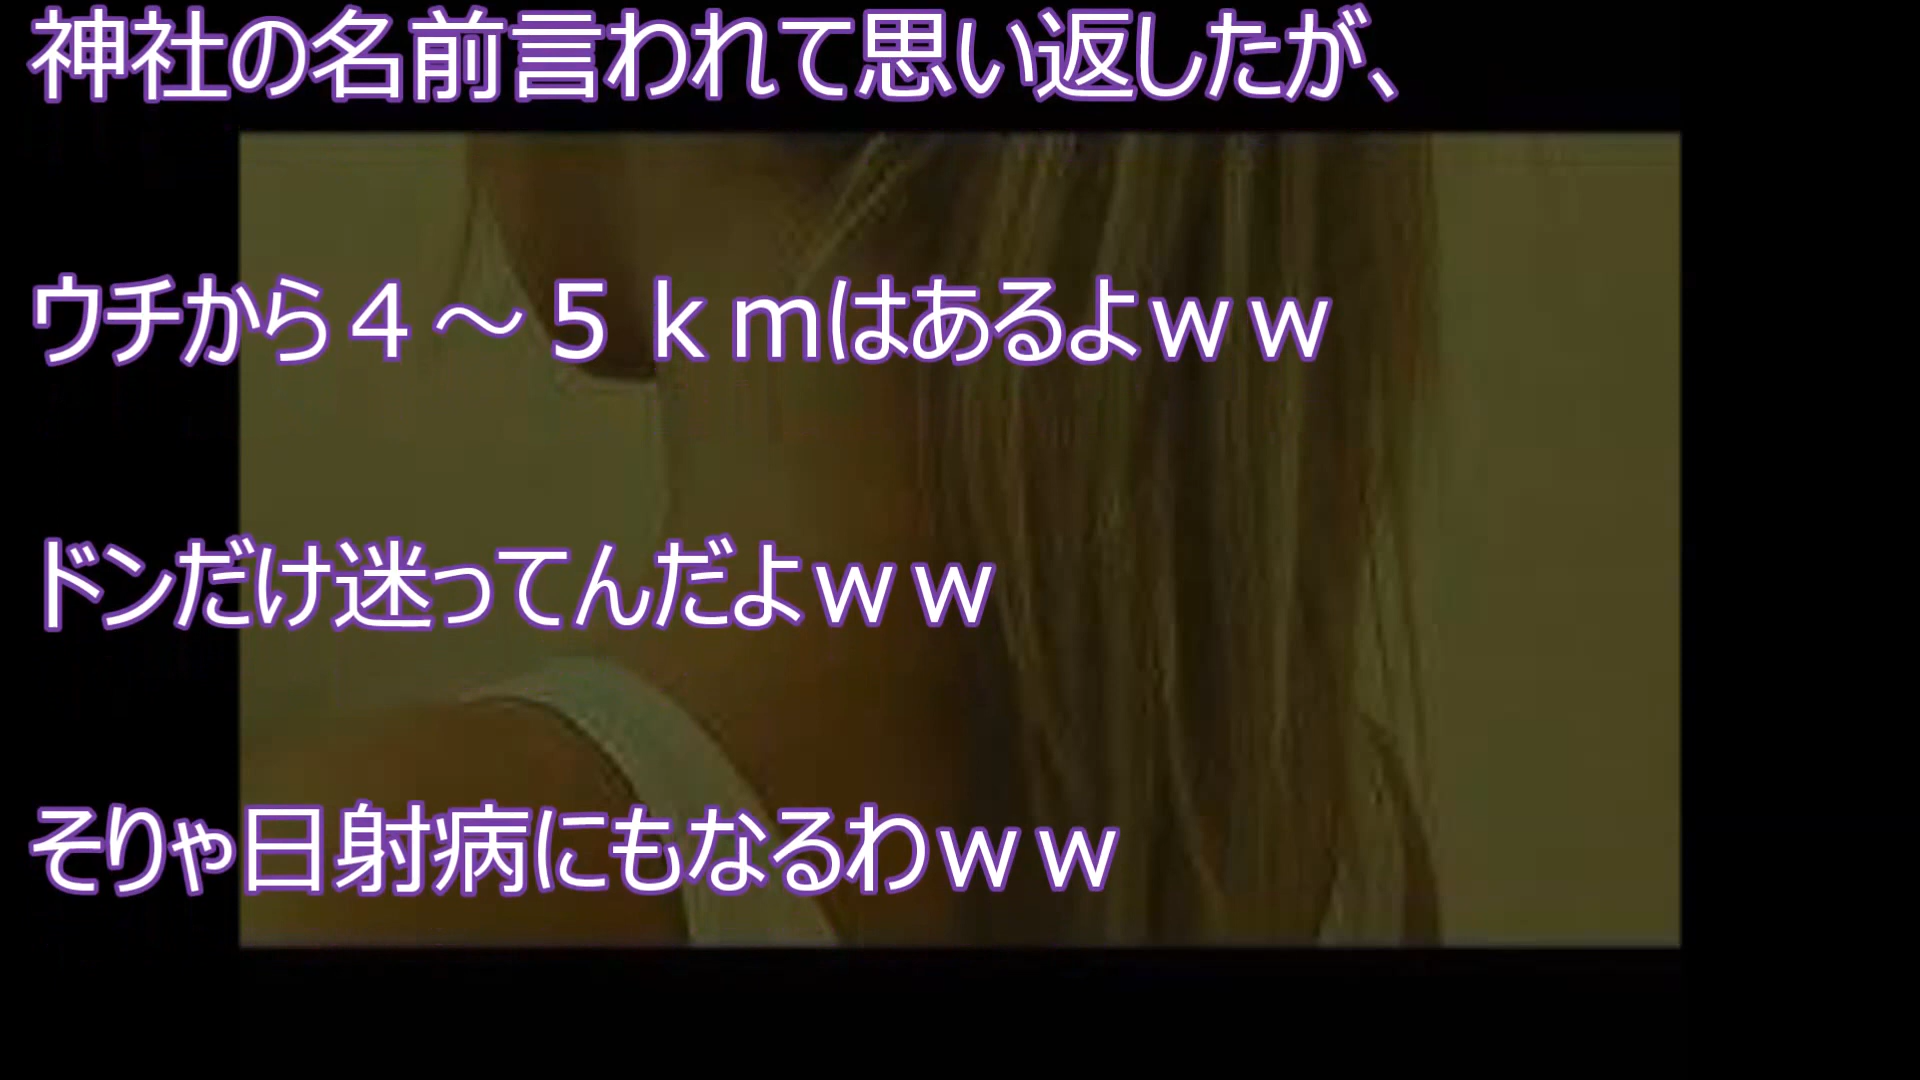 神社の名前言われて思い返したが、
ウチから４～５ｋｍはあるよｗｗ
ドンだけ迷ってんだよｗｗ
そりゃ日射病にもなるわｗｗ